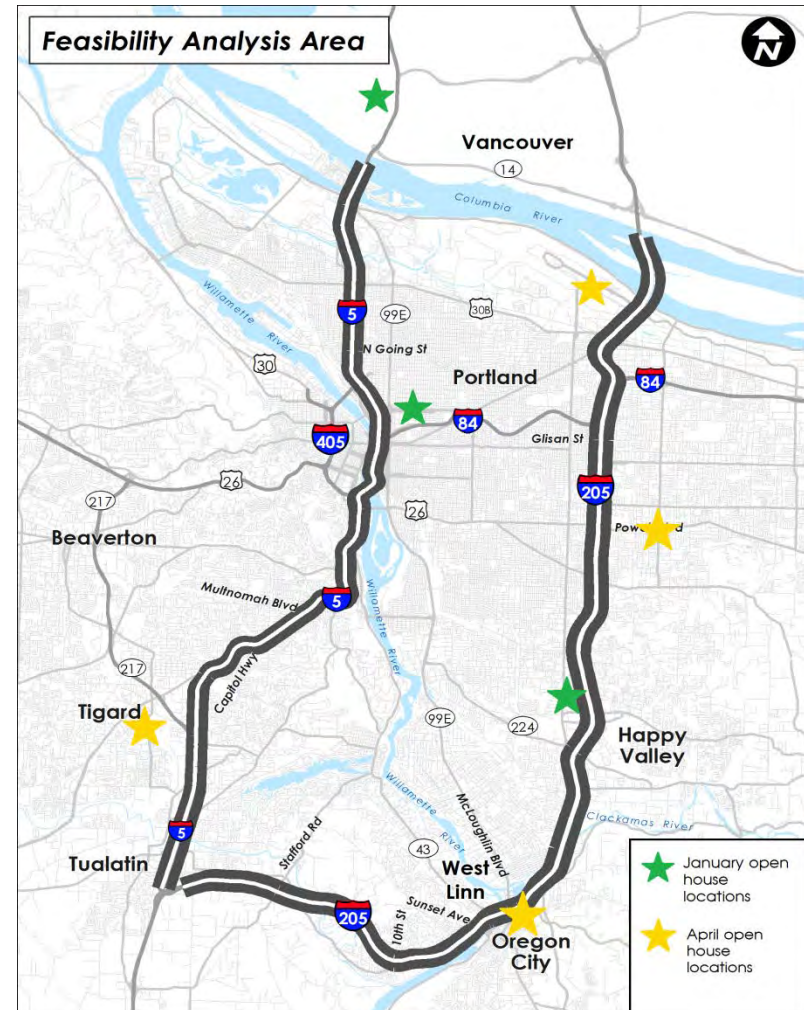 Feasibility Analysis Area
N
Vancouver
14
Columbia River
5
99E
30B
Willamette River
N Going St
30
Portland
84
84
405
Glisan St
26
217
205
26
Beaverton
Multnomah Blvd
5
Willamette River
217
Capitol Hwy
Tigard
99E
224
Happy
Valley
Willamette River
McLoughlin Blvd
Clackamas River
5
Stafford Rd
43
Tualatin
West
Linn
205
10th St
Sunset Ave
Oregon
City
January open
house
locations
April open
house
locations